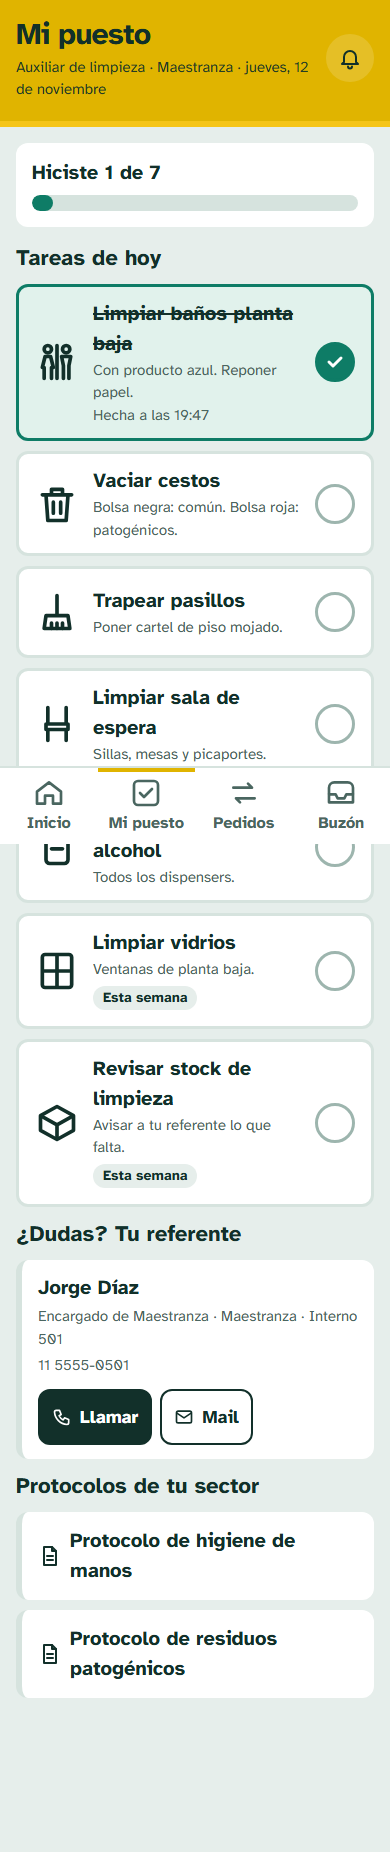 Mi puesto
Auxiliar de limpieza · Maestranza · jueves, 12
de noviembre
Hiciste 1 de 7
Tareas de hoy
Limpiar baños planta
baja
Con producto azul. Reponer
papel.
Hecha a las 19:47
Vaciar cestos
Bolsa negra: común. Bolsa roja:
patogénicos.
Trapear pasillos
Poner cartel de piso mojado.
Limpiar sala de
espera
Sillas, mesas y picaportes.
Inicio
Mi puesto
Pedidos
Buzón
alcohol
Todos los dispensers.
Limpiar vidrios
Ventanas de planta baja.
Esta semana
Revisar stock de
limpieza
Avisar a tu referente lo que
falta.
Esta semana
¿Dudas? Tu referente
Jorge Díaz
Encargado de Maestranza · Maestranza · Interno
501
11 5555-0501
Llamar
Mail
Protocolos de tu sector
Protocolo de higiene de
manos
Protocolo de residuos
patogénicos